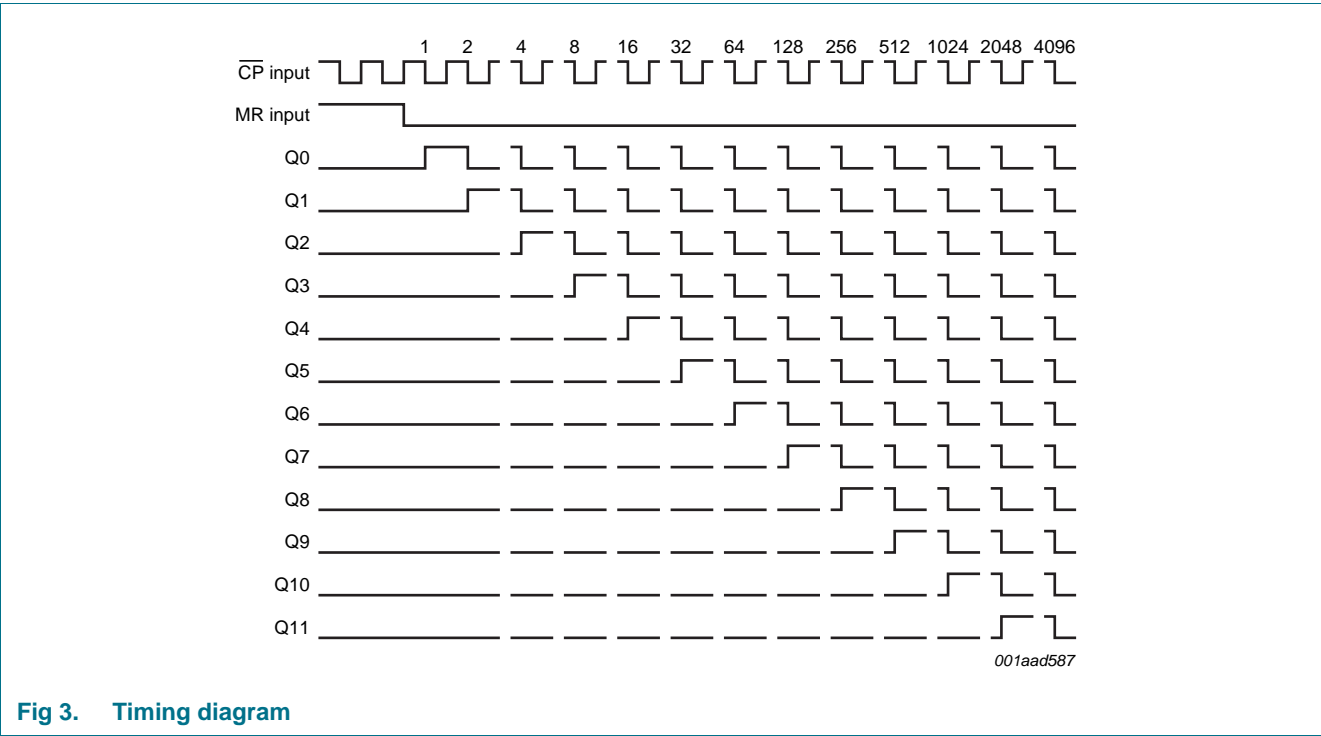 1 2 4 8 16 32 64 128 256 512 1024 2048 4096
C̅P̅ input
MR input
Q0
Q1
Q2
Q3
Q4
Q5
Q6
Q7
Q8
Q9
Q10
Q11
001aad587
Fig 3. Timing diagram